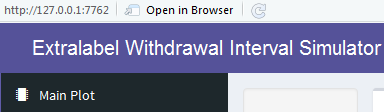 http://127.0.0.1:7762 Open in Browser
Extralabel Withdrawal Interval Simulator
Main Plot